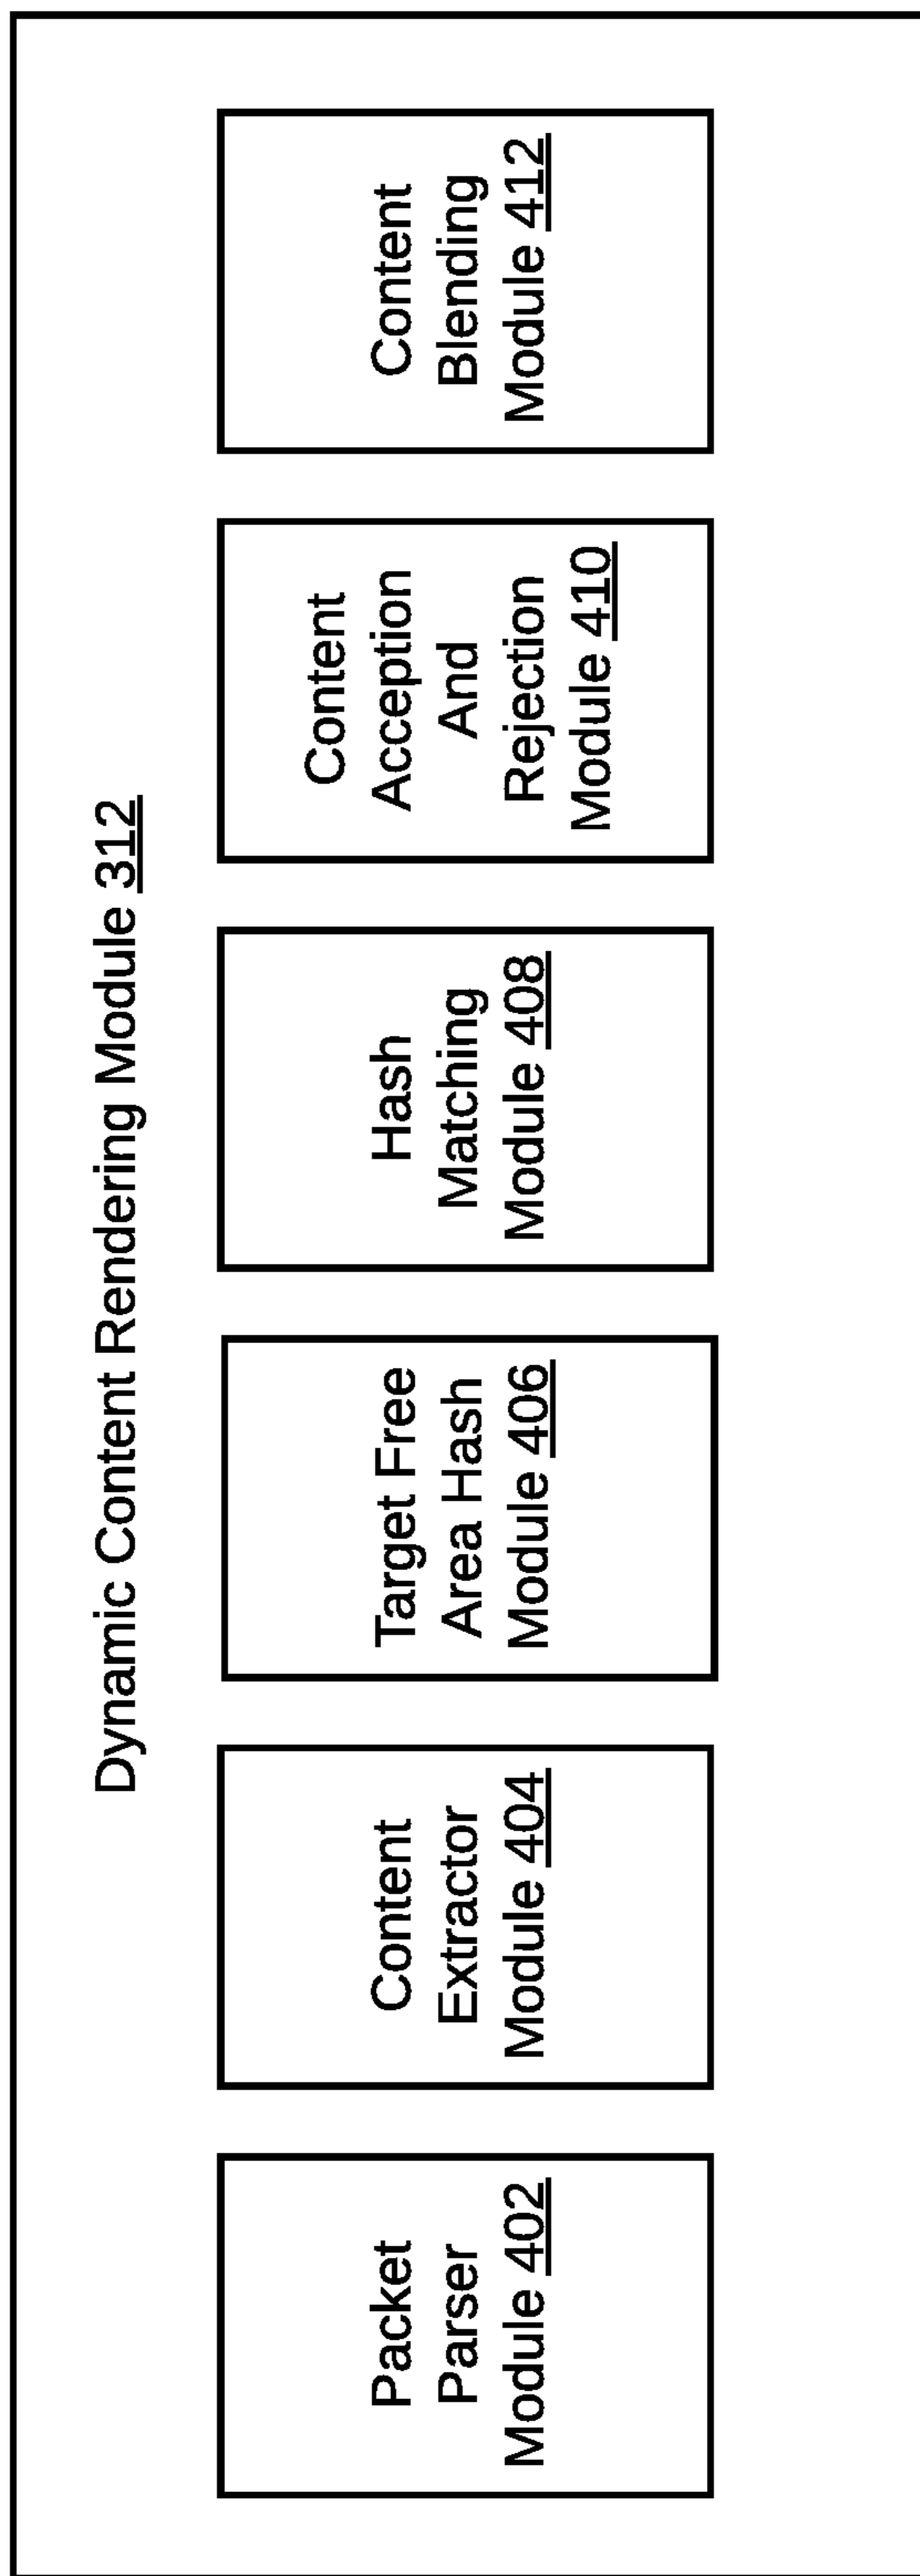 Dynamic Content Rendering Module 312
Packet
Parser
Module 402
Content
Extractor
Module 404
Target Free
Area Hash
Module 406
Hash
Matching
Module 408
Content
Acception
And
Rejection
Module 410
Content
Blending
Module 412